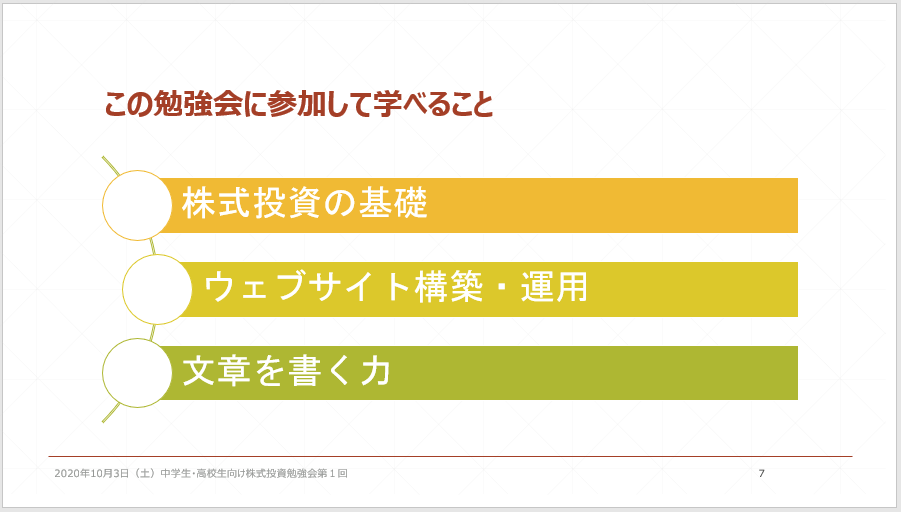 この勉強会に参加して学べること
株式投資の基礎
ウェブサイト構築・運用
文章を書く力
2020年10月3日（土）中学生・高校生向け株式投資勉強会第１回
7